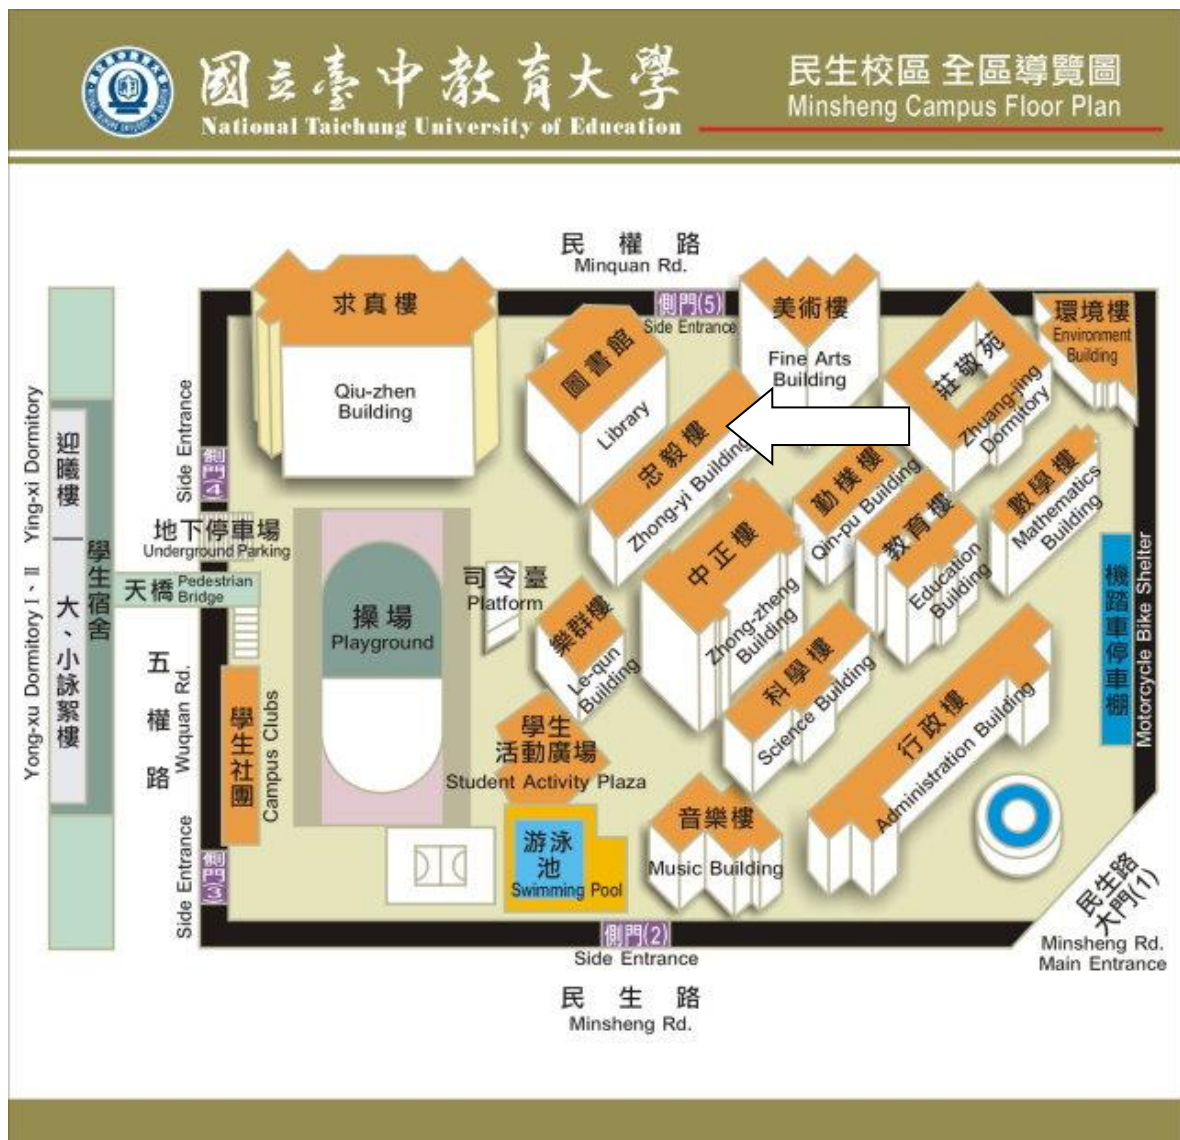 國立臺中教育大學
National Taichung University of Education
民生校區 全區導覽圖
Minsheng Campus Floor Plan
民權路
Minquan Rd.
求真樓
Qiu-zhen
Building
圖書館
Library
側門(5)
Side Entrance
美術樓
Fine Arts
Building
莊敬苑
Zhuang-jing
Dormitory
環境樓
Environment
Building
忠毅樓
Zhong-yi Building
勤樸樓
Qin-pu Building
教育樓
Education
Building
數學樓
Mathematics
Building
中正樓
Zhong-zheng
Building
科學樓
Science Building
行政樓
Administration Building
機踏車停車棚
Motorcycle Bike Shelter
Side Entrance
側門(4)
地下停車場
Underground Parking
天橋
Pedestrian
Bridge
迎曦樓
Ying-xi Dormitory
大、小詠絮樓
Yong-xu Dormitory I、II
學生宿舍
五權路
Wuquan Rd.
學生社團
Campus Clubs
操場
Playground
司令臺
Platform
樂群樓
Le-qun
Building
學生
活動廣場
Student Activity Plaza
游泳
池
Swimming Pool
音樂樓
Music Building
Side Entrance
側門(3)
側門(2)
Side Entrance
民生路
Minsheng Rd.
民生路
大門(1)
Minsheng Rd.
Main Entrance